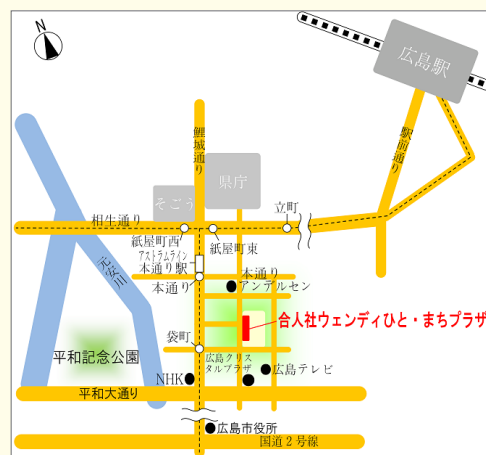 N
広島駅
駅前通り
鯉城通り
県庁
そごう
立町
相生通り
紙屋町西
紙屋町東
アストラムライン
本通り駅
本通り
本通り
アンデルセン
元安川
合人社ウェンディひと・まちプラザ
袋町
平和記念公園
広島クリス
タルプラザ
広島テレビ
NHK
平和大通り
広島市役所
国道2号線